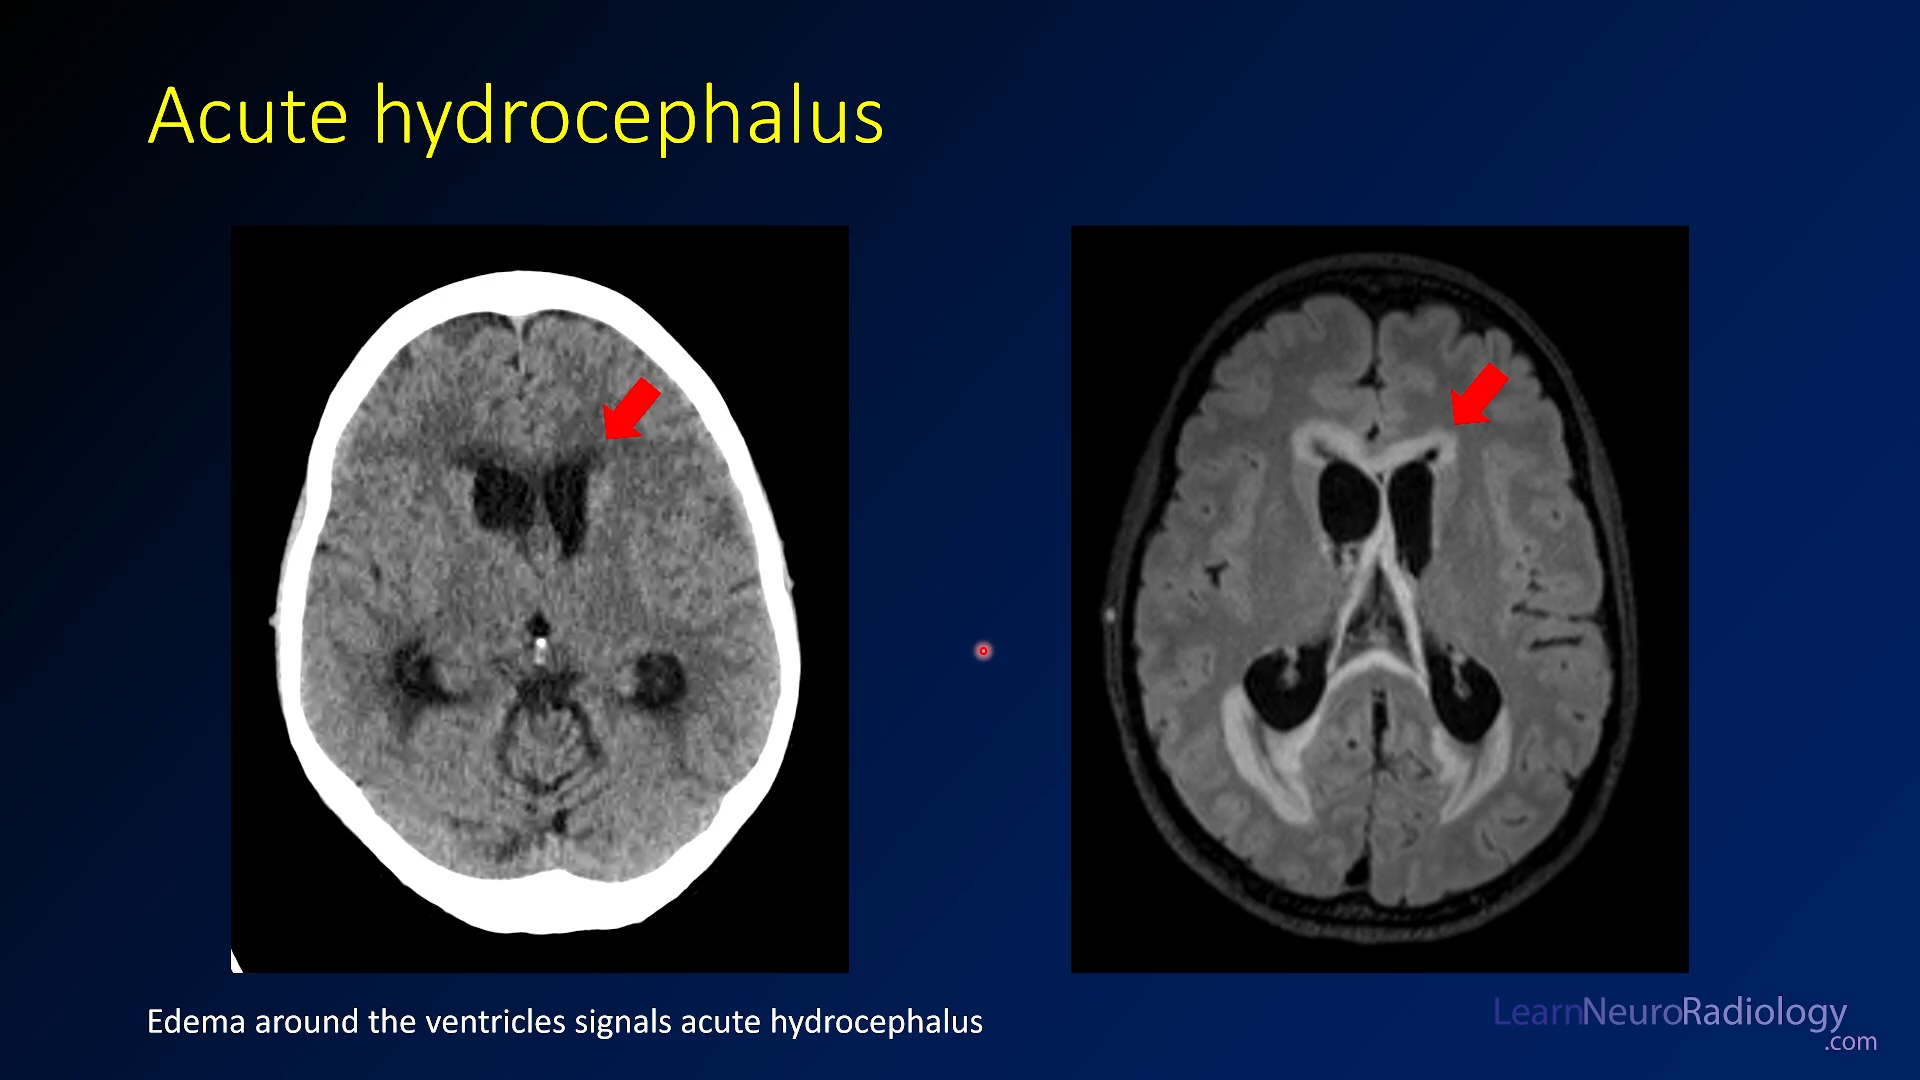 Acute hydrocephalus
Edema around the ventricles signals acute hydrocephalus
LearnNeuroRadiology
.com